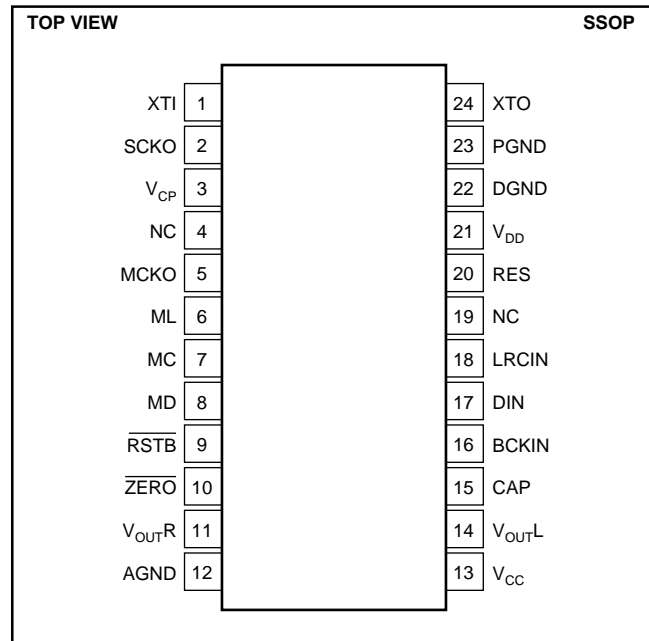 TOP VIEW SSOP
XTI 1 24 XTO
SCKO 2 23 PGND
VCP 3 22 DGND
NC 4 21 VDD
MCKO 5 20 RES
ML 6 19 NC
MC 7 18 LRCIN
MD 8 17 DIN
RSTB 9 16 BCKIN
ZERO 10 15 CAP
VOUTR 11 14 VOUTL
AGND 12 13 VCC